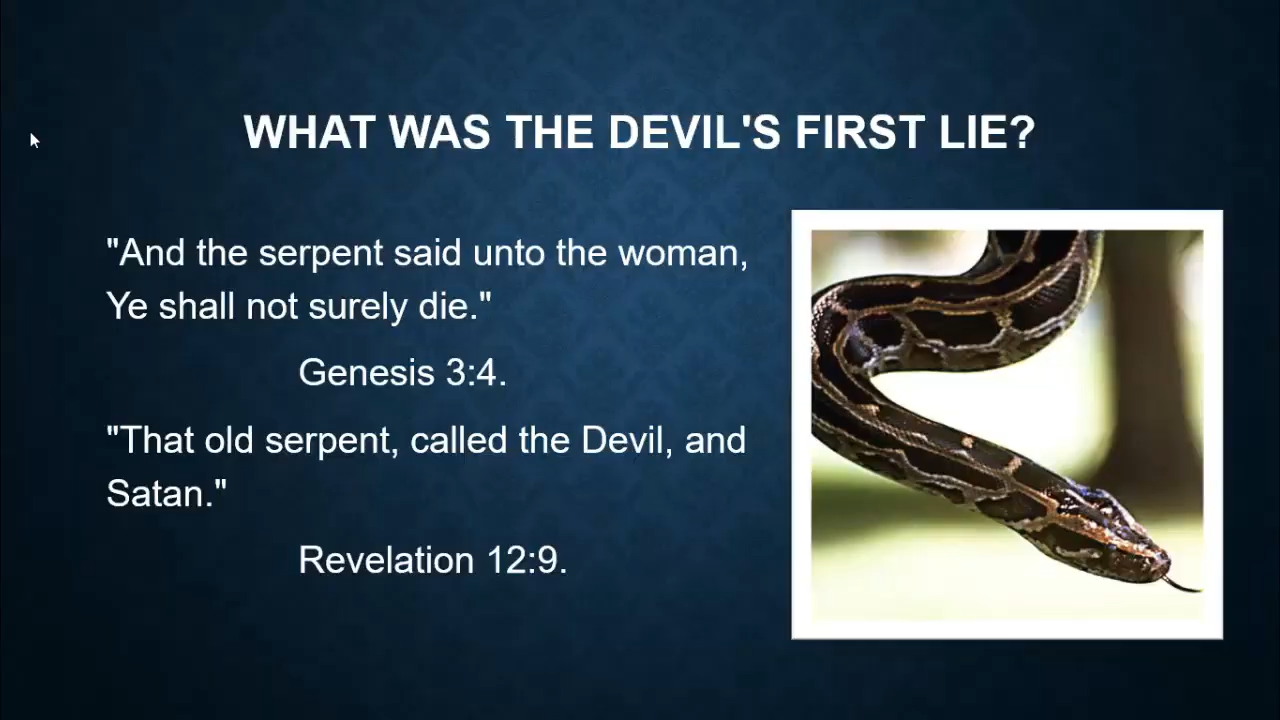 WHAT WAS THE DEVIL'S FIRST LIE?
"And the serpent said unto the woman,
Ye shall not surely die."
Genesis 3:4.
"That old serpent, called the Devil, and
Satan."
Revelation 12:9.